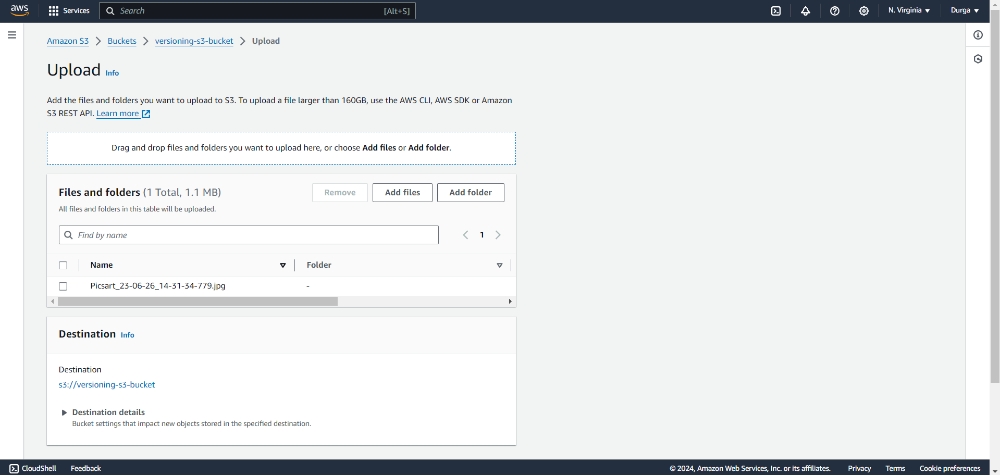 aws Services Search [Alt+S] N. Virginia Durga
Amazon S3 Buckets versioning-s3-bucket Upload
Upload Info
Add the files and folders you want to upload to S3. To upload a file larger than 160GB, use the AWS CLI, AWS SDK or Amazon
S3 REST API. Learn more
Drag and drop files and folders you want to upload here, or choose Add files or Add folder.
Files and folders (1 Total, 1.1 MB) Remove Add files Add folder
All files and folders in this table will be uploaded.
Find by name 1
Name Folder
Picsart_23-06-26_14-31-34-779.jpg -
Destination Info
Destination
s3://versioning-s3-bucket
Destination details
Bucket settings that impact new objects stored in the specified destination.
CloudShell Feedback © 2024, Amazon Web Services, Inc. or its affiliates. Privacy Terms Cookie preferences